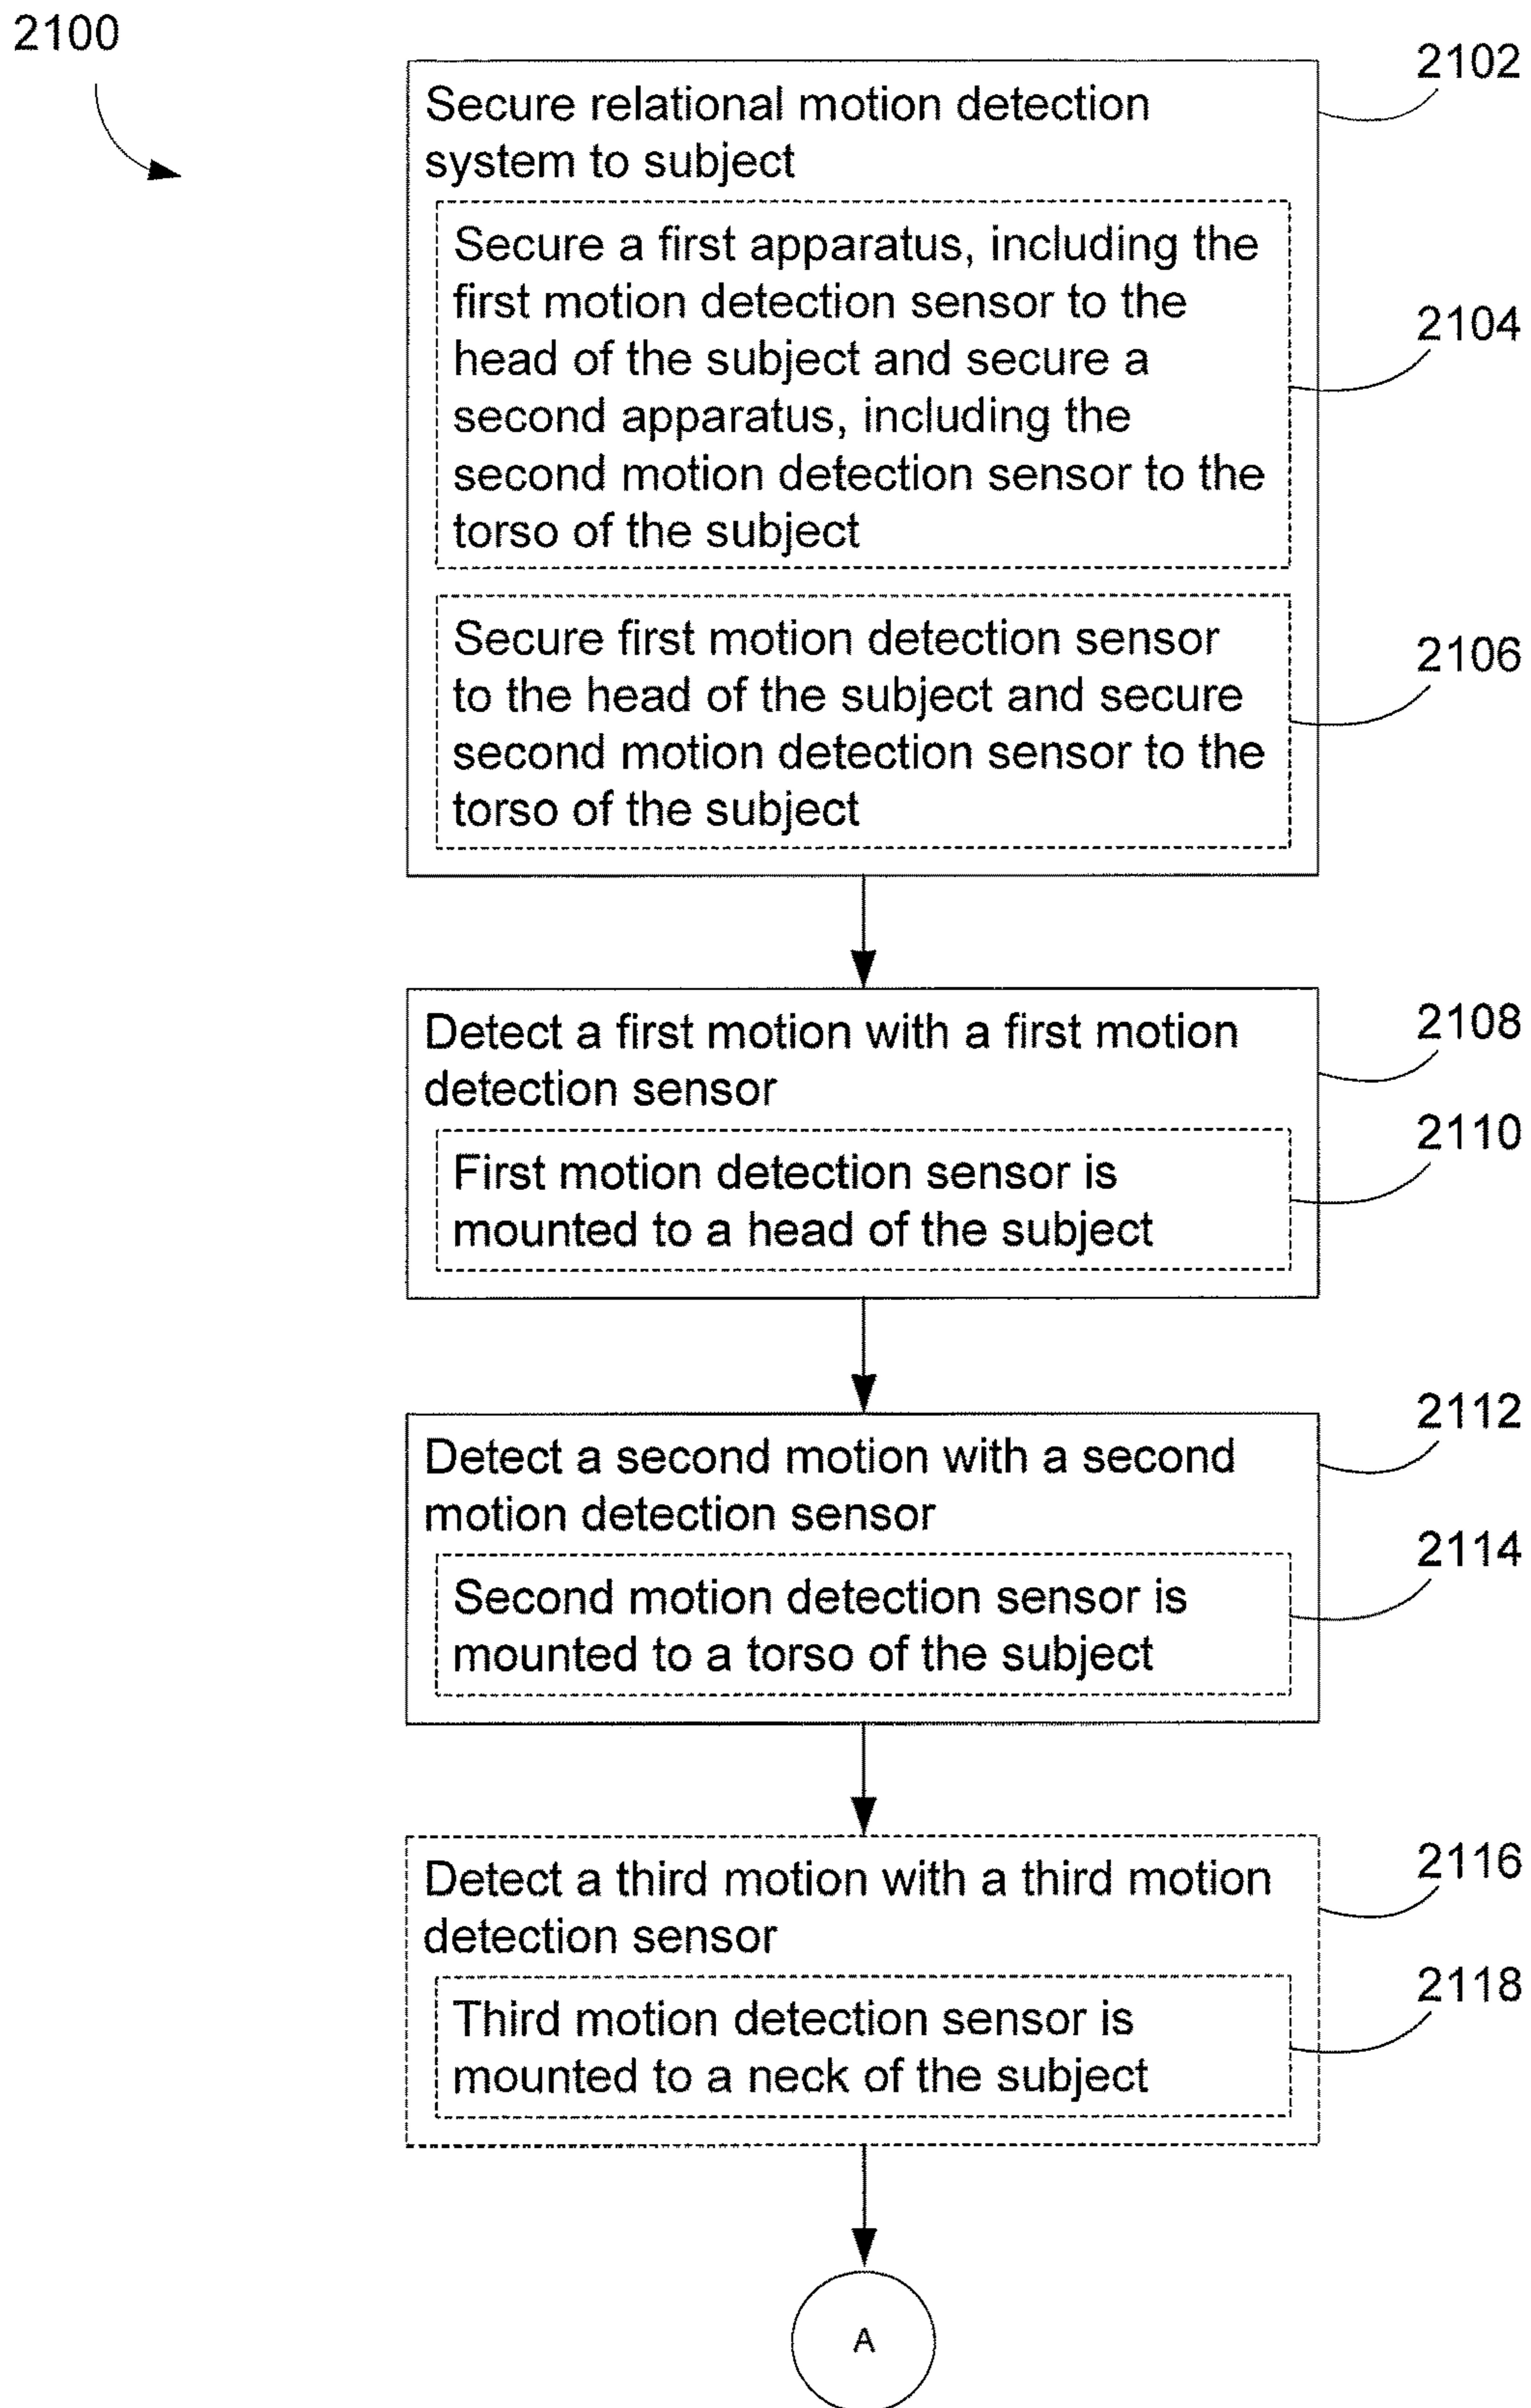 2100
2102
Secure relational motion detection
system to subject
Secure a first apparatus, including the
first motion detection sensor to the
head of the subject and secure a
second apparatus, including the
second motion detection sensor to the
torso of the subject
2104
Secure first motion detection sensor
to the head of the subject and secure
second motion detection sensor to the
torso of the subject
2106
Detect a first motion with a first motion
detection sensor
2108
First motion detection sensor is
mounted to a head of the subject
2110
Detect a second motion with a second
motion detection sensor
2112
Second motion detection sensor is
mounted to a torso of the subject
2114
Detect a third motion with a third motion
detection sensor
2116
Third motion detection sensor is
mounted to a neck of the subject
2118
A